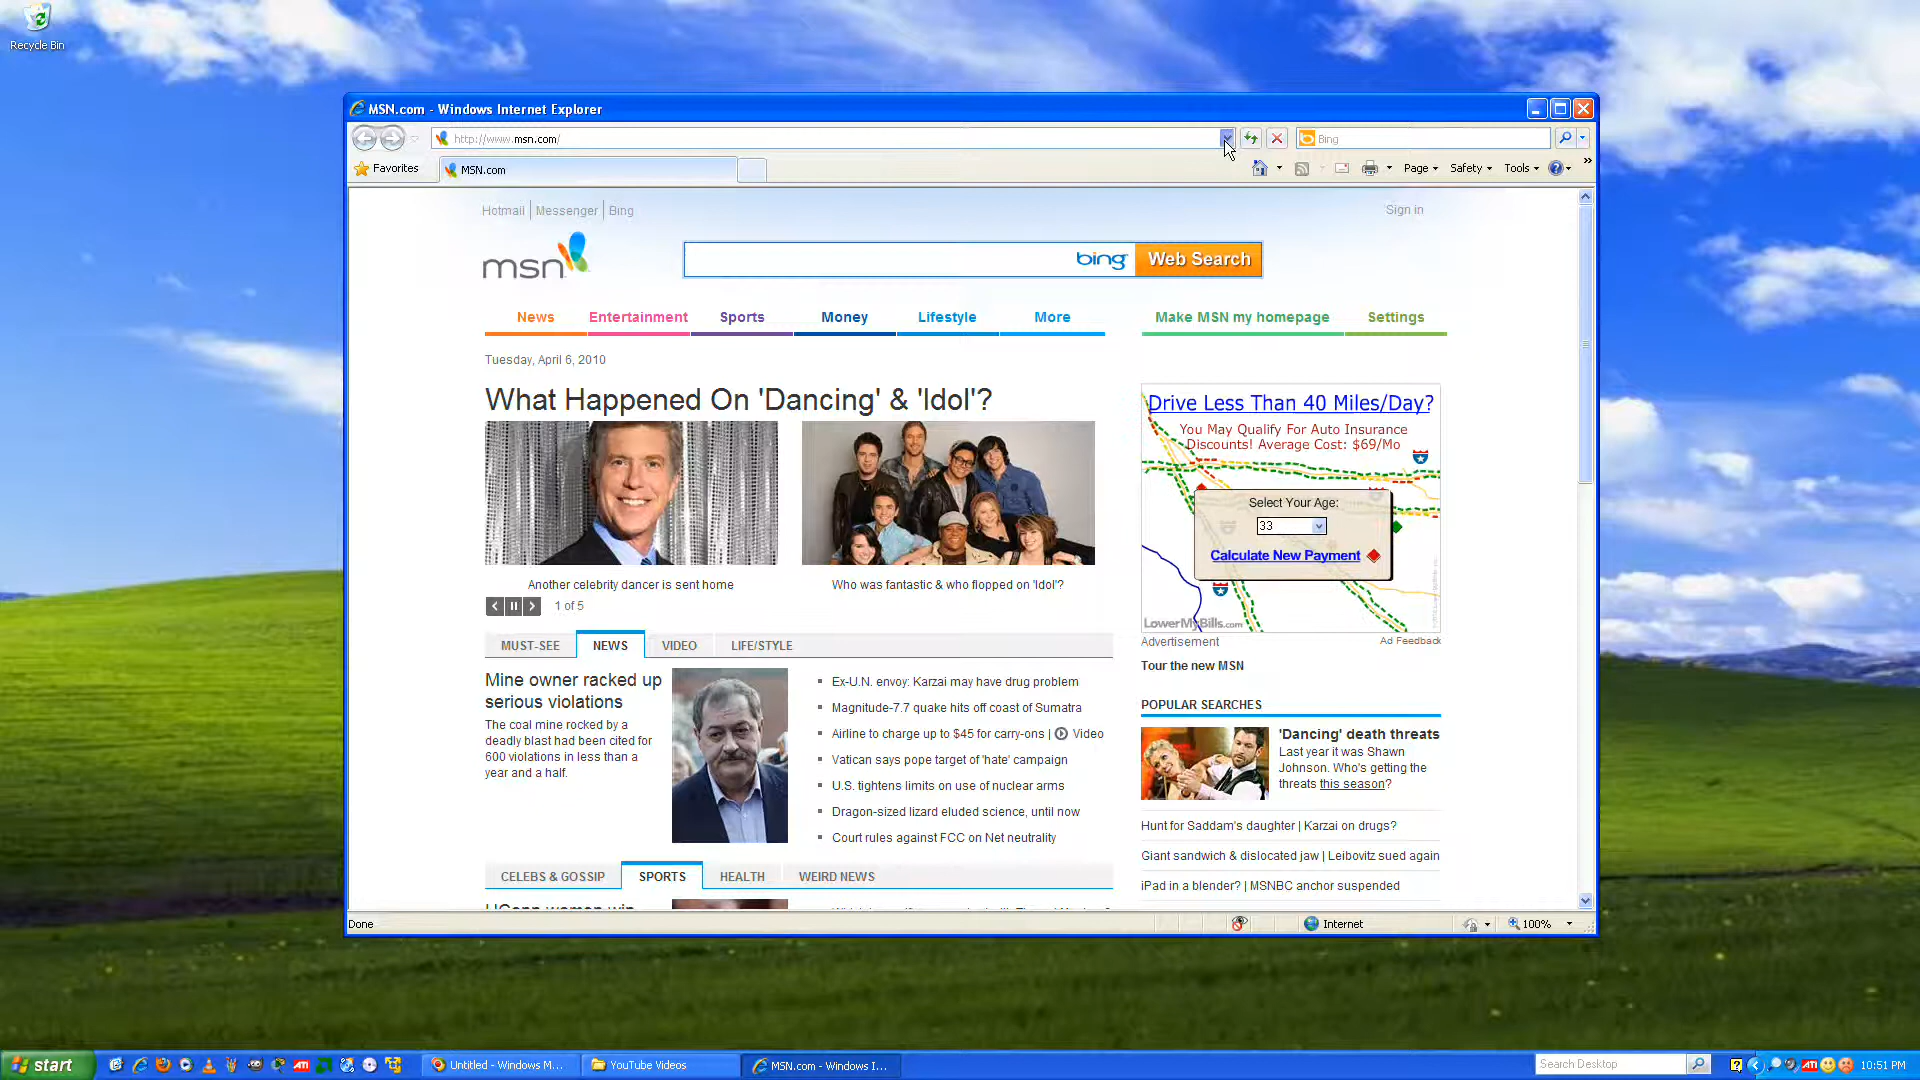 Recycle Bin
MSN.com - Windows Internet Explorer
http://www.msn.com/
Bing
Favorites
MSN.com
Page
Safety
Tools
Hotmail
Messenger
Bing
Sign in
msn
bing
Web Search
News
Entertainment
Sports
Money
Lifestyle
More
Make MSN my homepage
Settings
Tuesday, April 6, 2010
What Happened On 'Dancing' & 'Idol'?
Another celebrity dancer is sent home
Who was fantastic & who flopped on 'Idol'?
1 of 5
Drive Less Than 40 Miles/Day?
You May Qualify For Auto Insurance
Discounts! Average Cost: $69/Mo
Select Your Age:
33
Calculate New Payment
LowerMyBills.com
Advertisement
Ad Feedback
Tour the new MSN
MUST-SEE
NEWS
VIDEO
LIFE/STYLE
Mine owner racked up
serious violations
The coal mine rocked by a
deadly blast had been cited for
600 violations in less than a
year and a half.
Ex-U.N. envoy: Karzai may have drug problem
Magnitude-7.7 quake hits off coast of Sumatra
Airline to charge up to $45 for carry-ons | Video
Vatican says pope target of 'hate' campaign
U.S. tightens limits on use of nuclear arms
Dragon-sized lizard eluded science, until now
Court rules against FCC on Net neutrality
POPULAR SEARCHES
'Dancing' death threats
Last year it was Shawn
Johnson. Who's getting the
threats this season?
Hunt for Saddam's daughter | Karzai on drugs?
Giant sandwich & dislocated jaw | Leibovitz sued again
iPad in a blender? | MSNBC anchor suspended
CELEBS & GOSSIP
SPORTS
HEALTH
WEIRD NEWS
Done
Internet
100%
start
ATI
Untitled - Windows M...
YouTube Videos
MSN.com - Windows I...
Search Desktop
ATI
10:51 PM